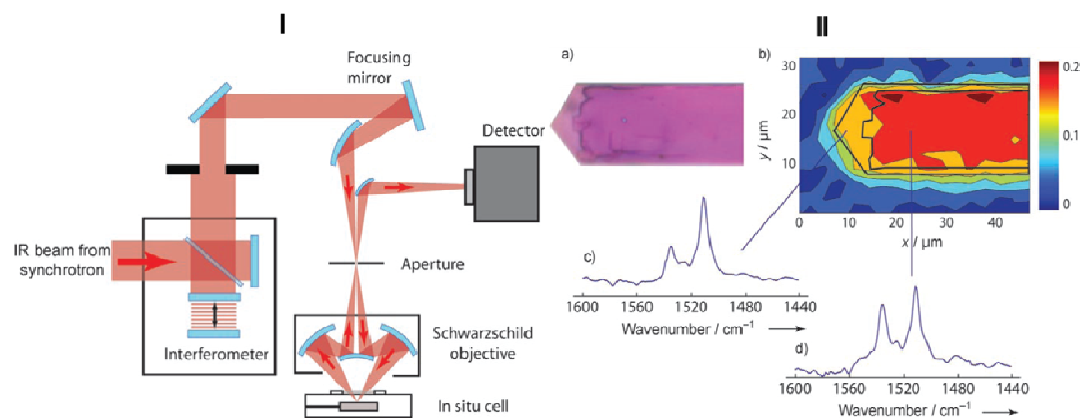 I
Focusing
mirror
Detector
IR beam from
synchrotron
Aperture
Interferometer
Schwarzschild
objective
In situ cell
II
a)
b)
30
20
10
y / µm
0 10 20 30 40
x / µm
0.2
0.1
0
c)
1600 1560 1520 1480 1440
Wavenumber / cm⁻¹
d)
1600 1560 1520 1480 1440
Wavenumber / cm⁻¹